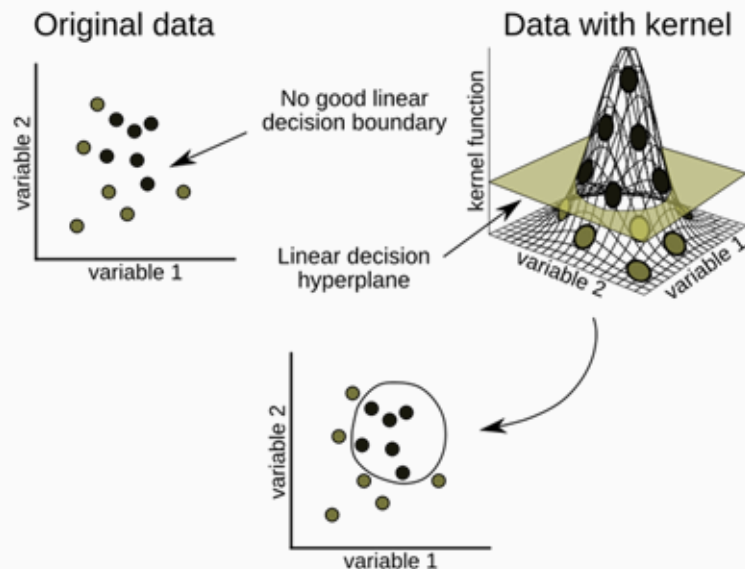 Original data
Data with kernel
variable 2
variable 1
No good linear
decision boundary
kernel function
variable 2
variable 1
Linear decision
hyperplane
variable 2
variable 1